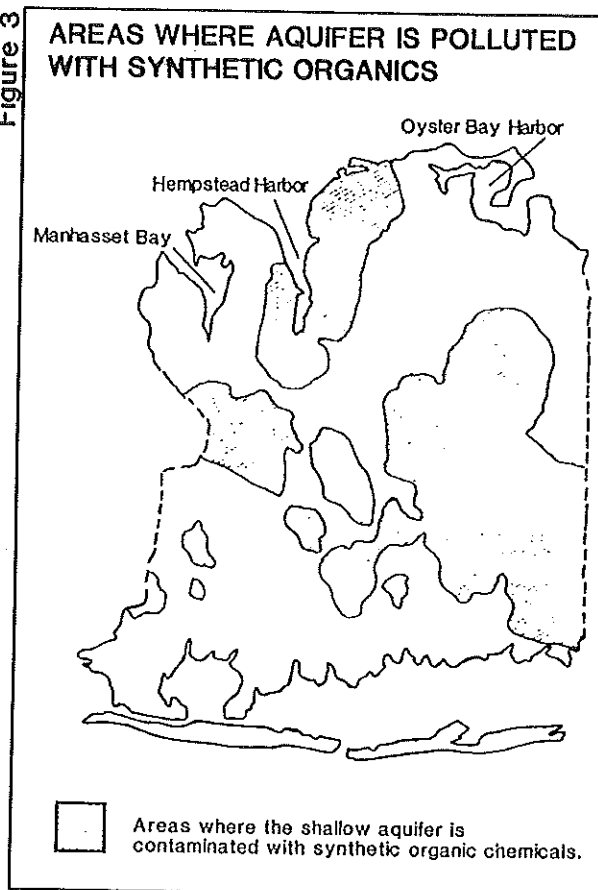 Figure 3
AREAS WHERE AQUIFER IS POLLUTED
WITH SYNTHETIC ORGANICS
Oyster Bay Harbor
Hempstead Harbor
Manhasset Bay
Areas where the shallow aquifer is
contaminated with synthetic organic chemicals.